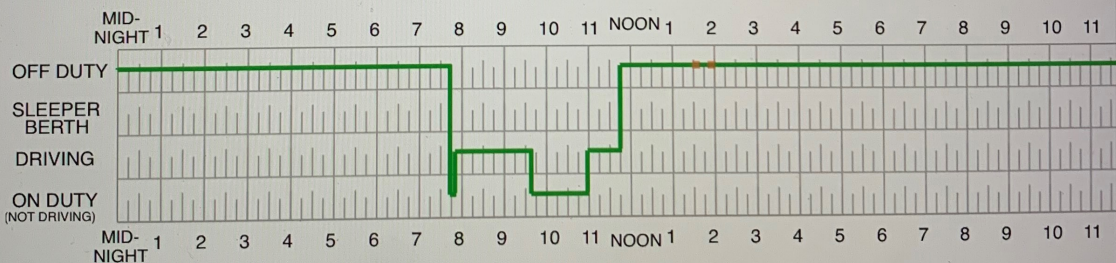 MID-
NIGHT 1 2 3 4 5 6 7 8 9 10 11 NOON 1 2 3 4 5 6 7 8 9 10 11
OFF DUTY
SLEEPER
BERTH
DRIVING
ON DUTY
(NOT DRIVING)
MID-
NIGHT 1 2 3 4 5 6 7 8 9 10 11 NOON 1 2 3 4 5 6 7 8 9 10 11